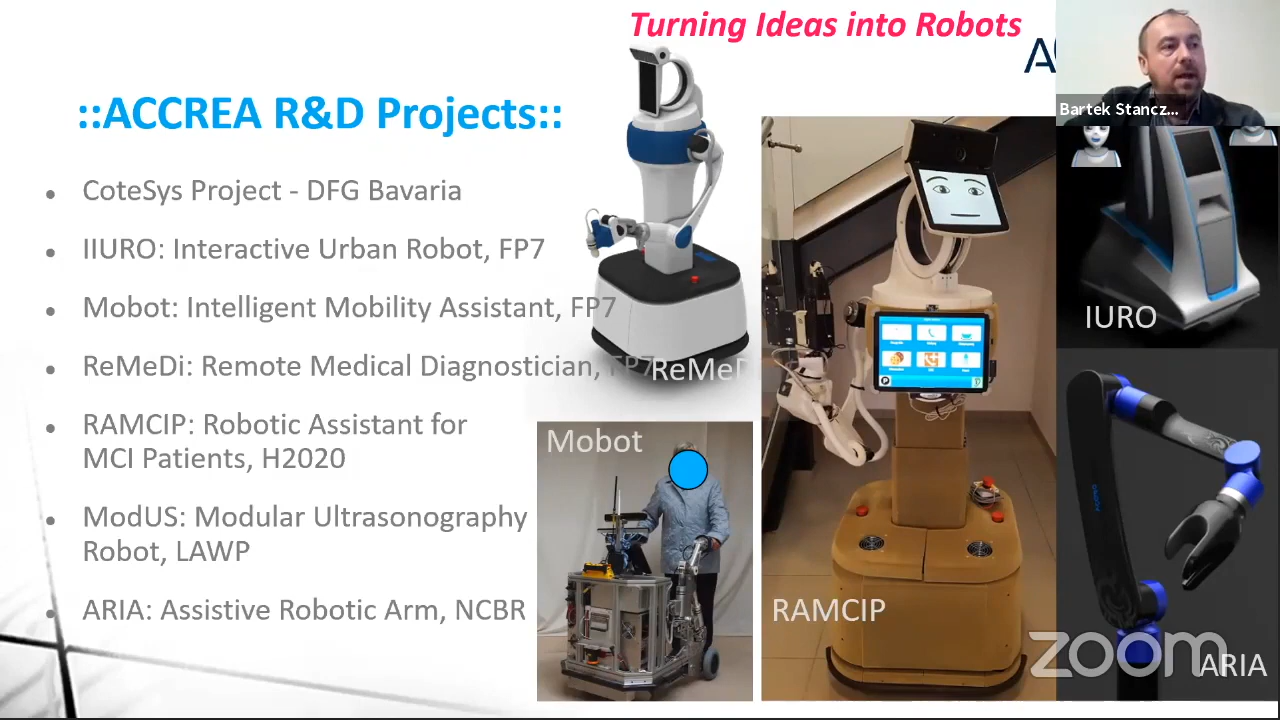 Turning Ideas into Robots
::ACCREA R&D Projects::
Bartek Stancz...
• CoteSys Project - DFG Bavaria
• IIURO: Interactive Urban Robot, FP7
• Mobot: Intelligent Mobility Assistant, FP7
• ReMeDi: Remote Medical Diagnostician, FP7
• RAMCIP: Robotic Assistant for
MCI Patients, H2020
• ModUS: Modular Ultrasonography
Robot, LAWP
• ARIA: Assistive Robotic Arm, NCBR
ReMeD
Mobot
RAMCIP
IURO
ARIA
zoom